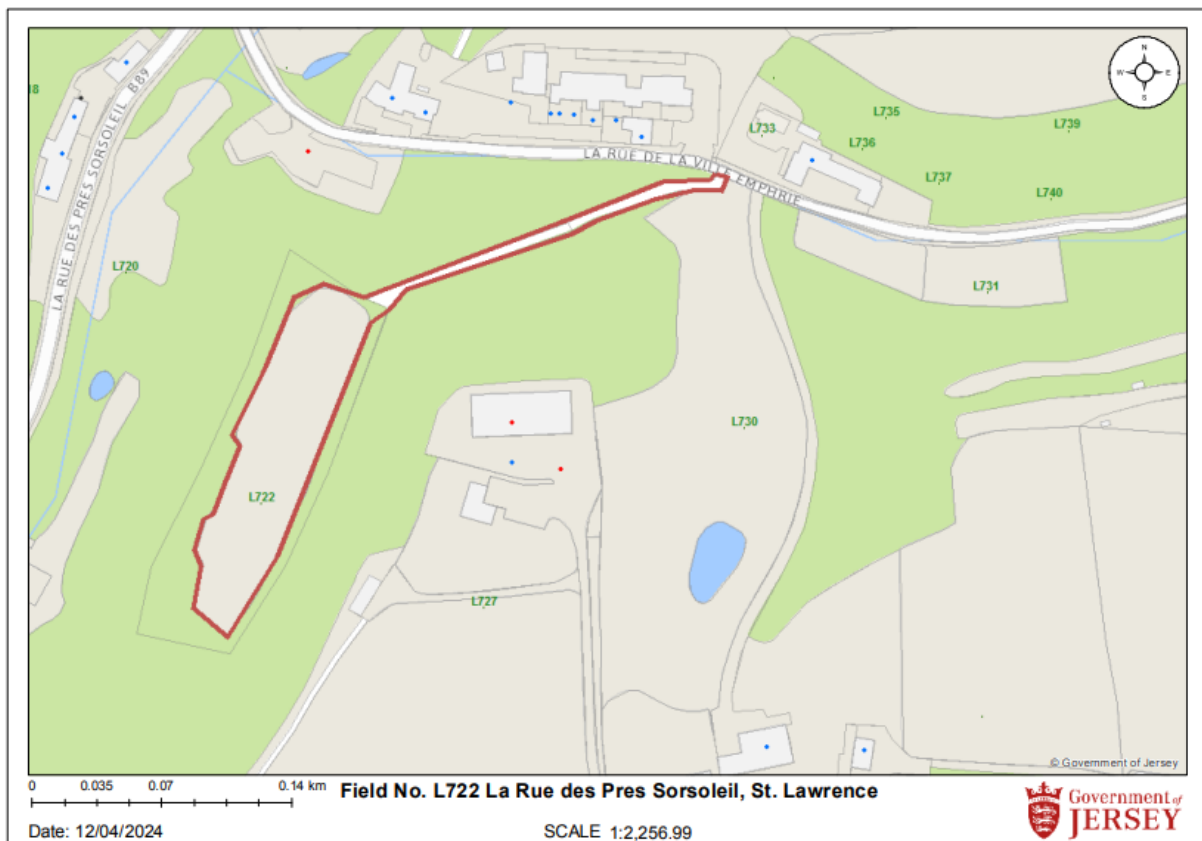 N
W E
S
18
LA RUE DES PRES SORSOLEIL B89
L733
L735
L739
L736
LA RUE DE LA VILLE EMPHRIE
L737
L740
L720
L731
L730
L722
L727
© Government of Jersey
0 0.035 0.07 0.14 km
Field No. L722 La Rue des Pres Sorsoleil, St. Lawrence
Date: 12/04/2024
SCALE 1:2,256.99
Government of
JERSEY